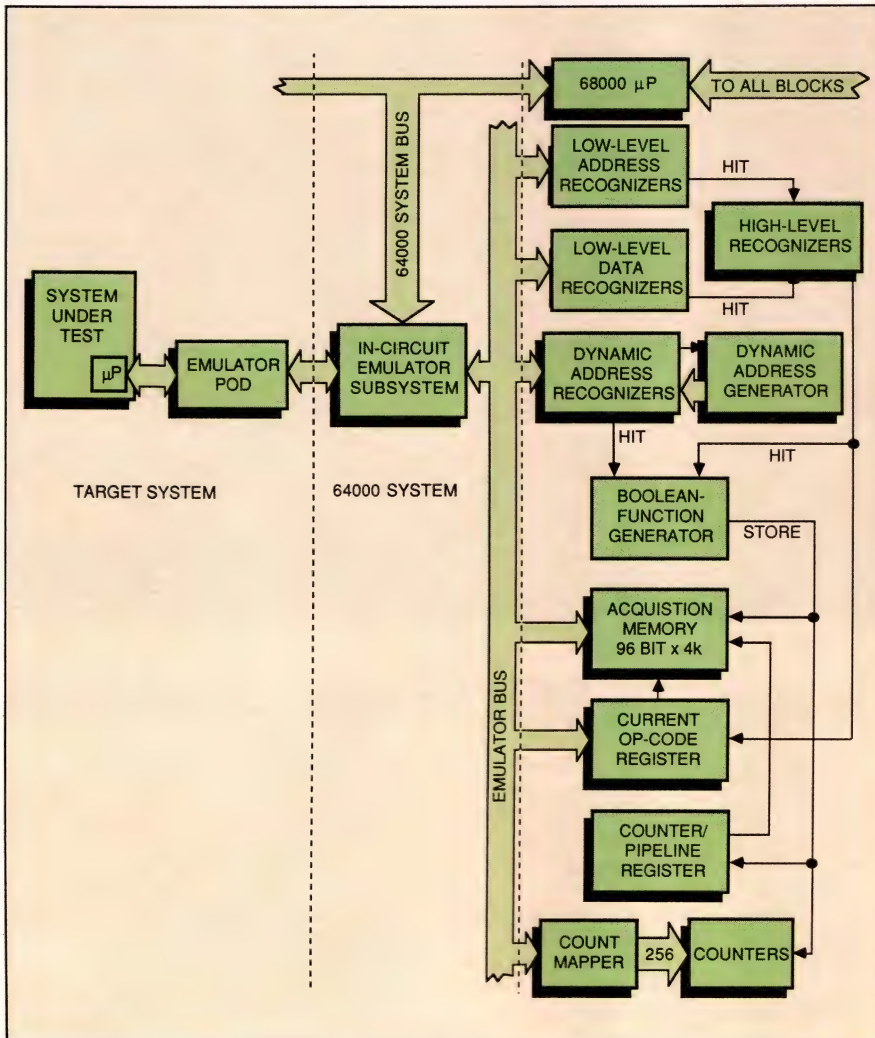 68000 µP
TO ALL BLOCKS
64000 SYSTEM BUS
LOW-LEVEL
ADDRESS
RECOGNIZERS
HIT
HIGH-LEVEL
RECOGNIZERS
LOW-LEVEL
DATA
RECOGNIZERS
HIT
SYSTEM
UNDER
TEST
µP
EMULATOR
POD
IN-CIRCUIT
EMULATOR
SUBSYSTEM
DYNAMIC
ADDRESS
RECOGNIZERS
DYNAMIC
ADDRESS
GENERATOR
HIT
HIT
TARGET SYSTEM
64000 SYSTEM
BOOLEAN-
FUNCTION
GENERATOR
STORE
ACQUISTION
MEMORY
96 BIT x 4k
EMULATOR BUS
CURRENT
OP-CODE
REGISTER
COUNTER/
PIPELINE
REGISTER
COUNT
MAPPER
256
COUNTERS